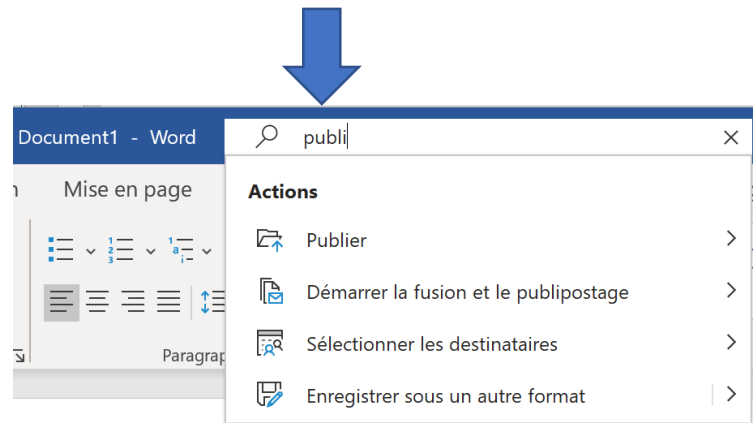 Document1 - Word
publi
Mise en page
Actions
Publier
Démarrer la fusion et le publipostage
Sélectionner les destinataires
Enregistrer sous un autre format
Paragrap